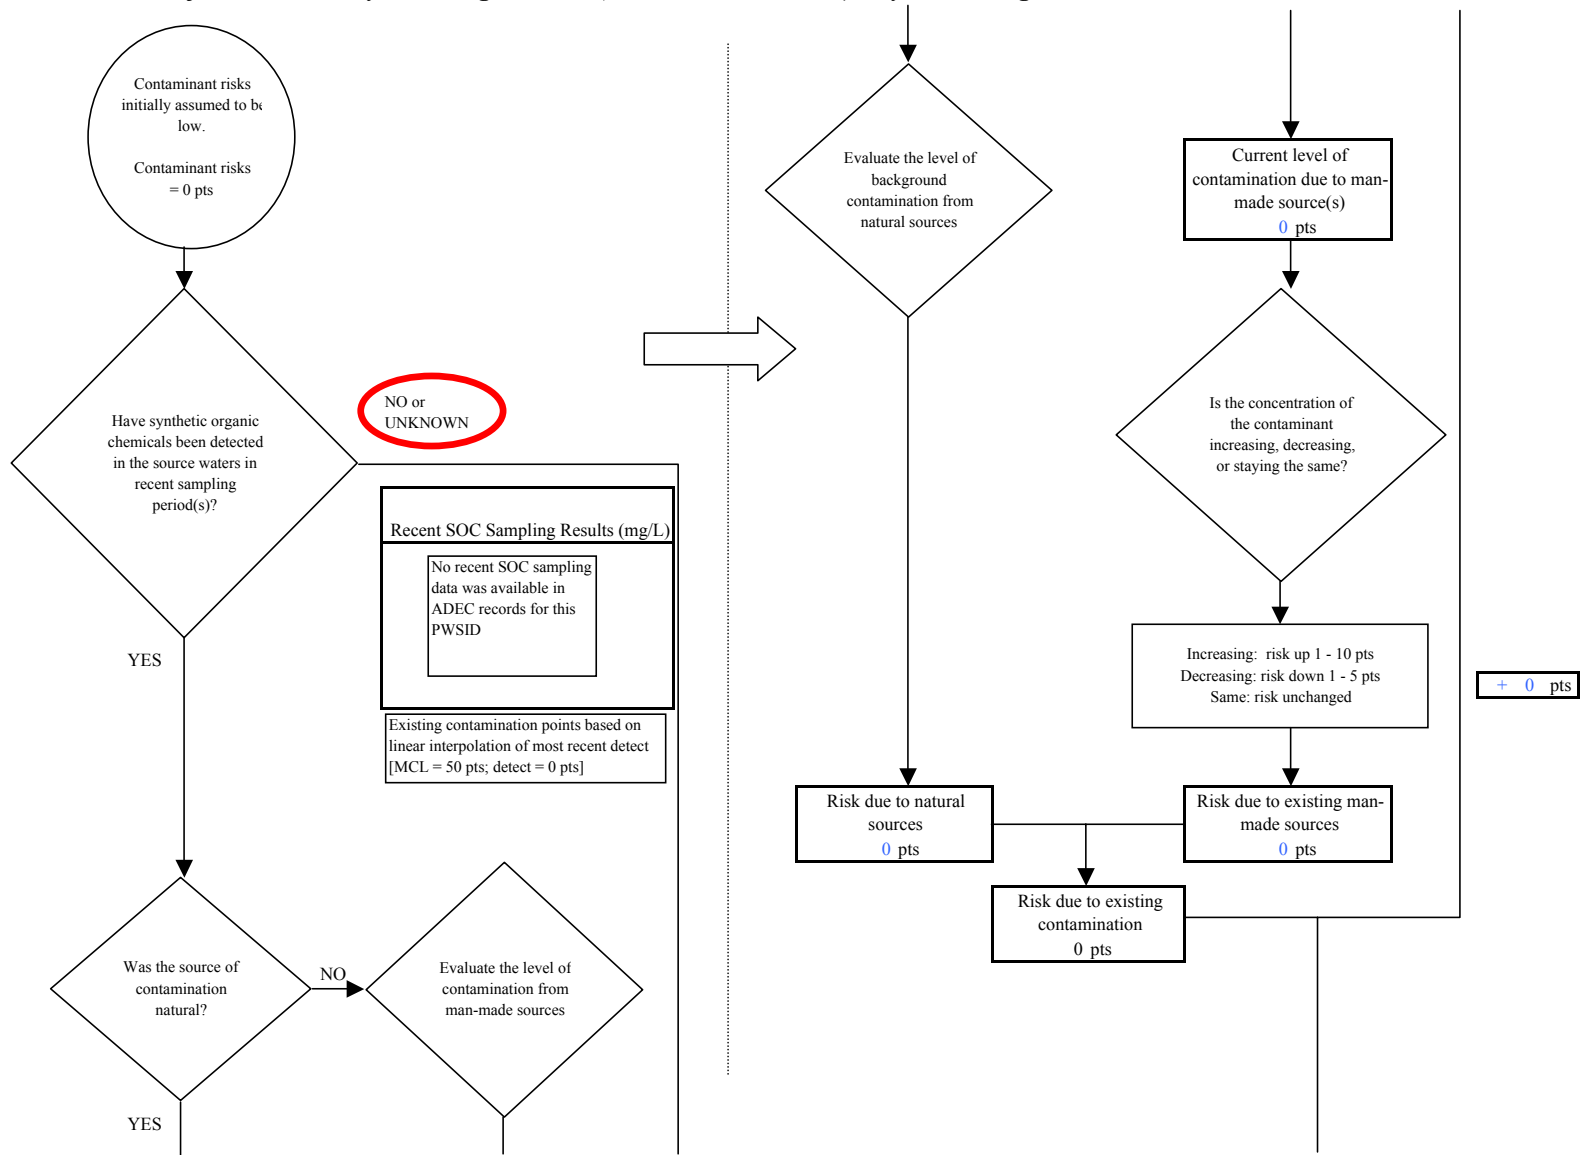 Contaminant risks
initially assumed to be
low.
Contaminant risks
= 0 pts
Have synthetic organic
chemicals been detected
in the source waters in
recent sampling
period(s)?
NO or
UNKNOWN
Recent SOC Sampling Results (mg/L)
No recent SOC sampling
data was available in
ADEC records for this
PWSID
Existing contamination points based on
linear interpolation of most recent detect
[MCL = 50 pts; detect = 0 pts]
YES
Was the source of
contamination
natural?
NO
Evaluate the level of
contamination from
man-made sources
YES
Evaluate the level of
background
contamination from
natural sources
Current level of
contamination due to man-
made source(s)
0 pts
Is the concentration of
the contaminant
increasing, decreasing,
or staying the same?
Increasing: risk up 1 - 10 pts
Decreasing: risk down 1 - 5 pts
Same: risk unchanged
+ 0 pts
Risk due to natural
sources
0 pts
Risk due to existing man-
made sources
0 pts
Risk due to existing
contamination
0 pts